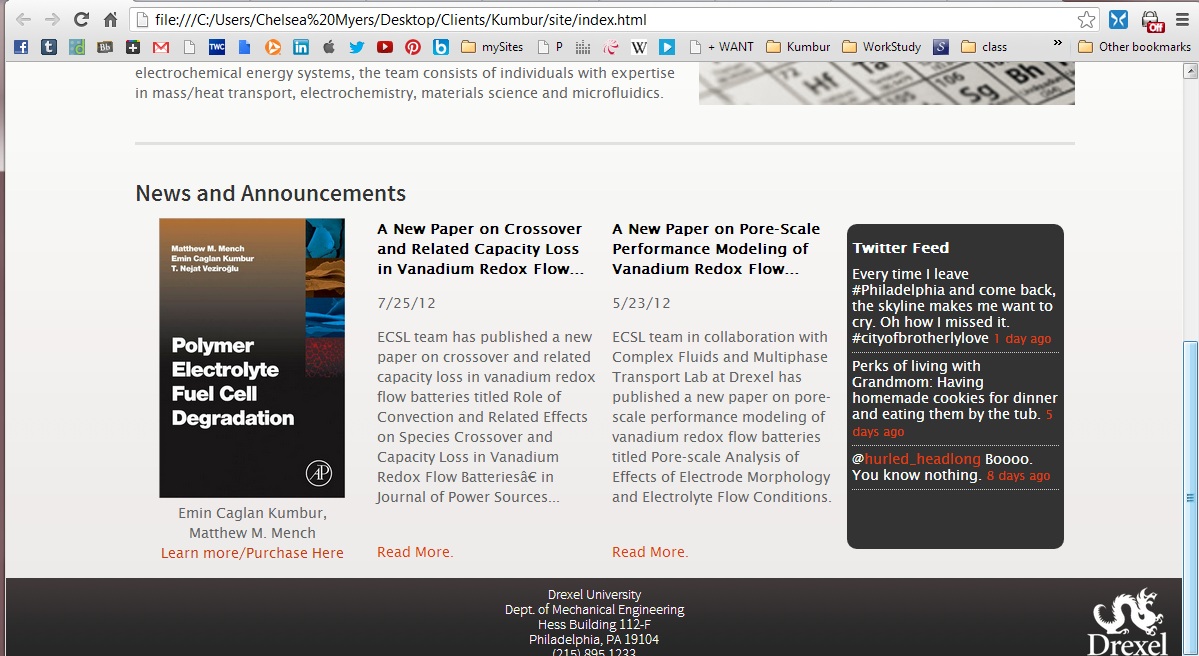 file:///C:/Users/Chelsea%20Myers/Desktop/Clients/Kumbur/site/index.html
mySites
P
+ WANT
Kumbur
WorkStudy
class
»
Other bookmarks
electrochemical energy systems, the team consists of individuals with expertise
in mass/heat transport, electrochemistry, materials science and microfluidics.
72
Hf
Ta
105
106
Sg
Bh
News and Announcements
Matthew M. Mench
Emin Caglan Kumbur
T. Nejat Veziroğlu
Polymer
Electrolyte
Fuel Cell
Degradation
AP
Emin Caglan Kumbur,
Matthew M. Mench
Learn more/Purchase Here
A New Paper on Crossover
and Related Capacity Loss
in Vanadium Redox Flow...
7/25/12
ECSL team has published a new
paper on crossover and related
capacity loss in vanadium redox
flow batteries titled Role of
Convection and Related Effects
on Species Crossover and
Capacity Loss in Vanadium
Redox Flow Batteriesâ€ in
Journal of Power Sources...
Read More.
A New Paper on Pore-Scale
Performance Modeling of
Vanadium Redox Flow...
5/23/12
ECSL team in collaboration with
Complex Fluids and Multiphase
Transport Lab at Drexel has
published a new paper on pore-
scale performance modeling of
vanadium redox flow batteries
titled Pore-scale Analysis of
Effects of Electrode Morphology
and Electrolyte Flow Conditions.
Read More.
Twitter Feed
Every time I leave
#Philadelphia and come back,
the skyline makes me want to
cry. Oh how I missed it.
#cityofbrotherlylove 1 day ago
Perks of living with
Grandmom: Having
homemade cookies for dinner
and eating them by the tub. 5
days ago
@hurled_headlong Boooo.
You know nothing. 8 days ago
Drexel University
Dept. of Mechanical Engineering
Hess Building 112-F
Philadelphia, PA 19104
(215) 895 1233
Drexel